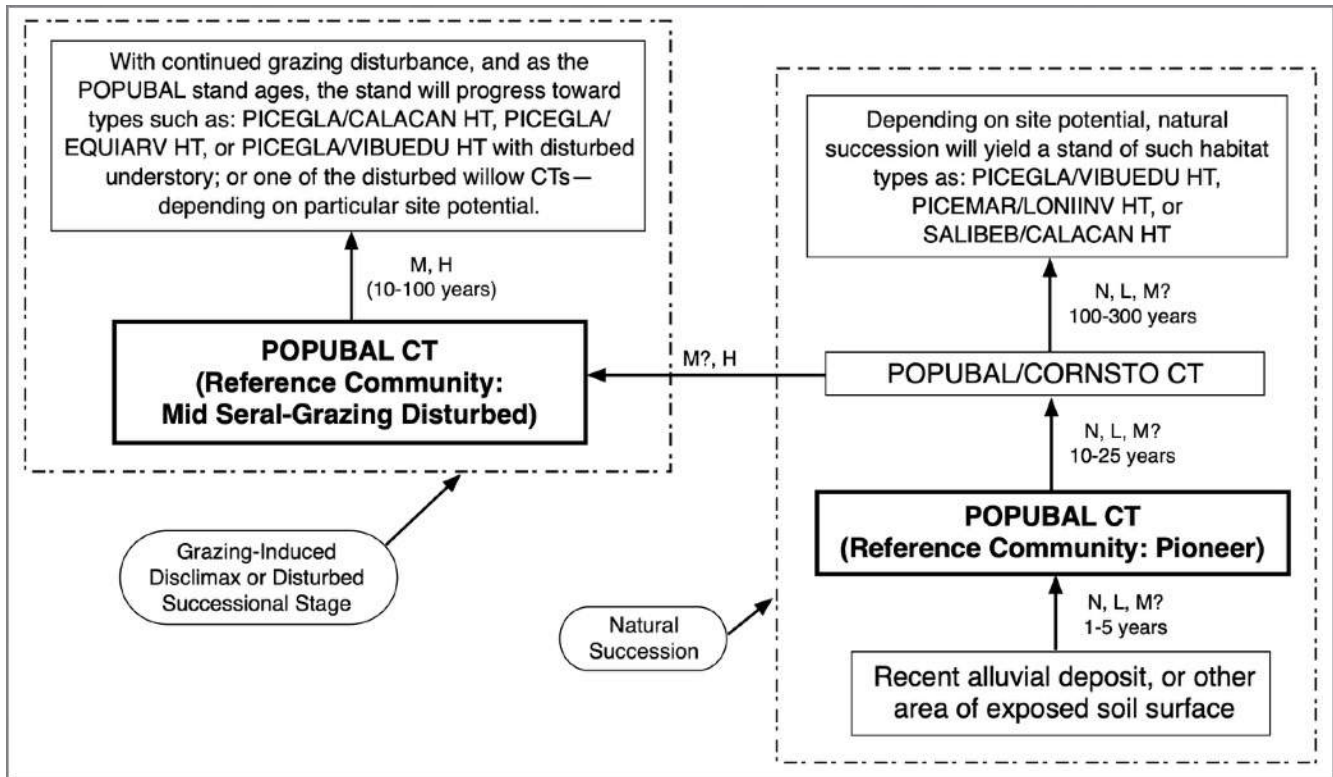 With continued grazing disturbance, and as the
POPUBAL stand ages, the stand will progress toward
types such as: PICEGLA/CALACAN HT, PICEGLA/
EQUIARV HT, or PICEGLA/VIBUEDU HT with disturbed
understory; or one of the disturbed willow CTs—
depending on particular site potential.
M, H
(10-100 years)
POPUBAL CT
(Reference Community:
Mid Seral-Grazing Disturbed)
Grazing-Induced
Disclimax or Disturbed
Successional Stage
M?, H
Depending on site potential, natural
succession will yield a stand of such habitat
types as: PICEGLA/VIBUEDU HT,
PICEMAR/LONIINV HT, or
SALIBEB/CALACAN HT
N, L, M?
100-300 years
POPUBAL/CORNSTO CT
N, L, M?
10-25 years
POPUBAL CT
(Reference Community: Pioneer)
N, L, M?
1-5 years
Recent alluvial deposit, or other
area of exposed soil surface
Natural
Succession